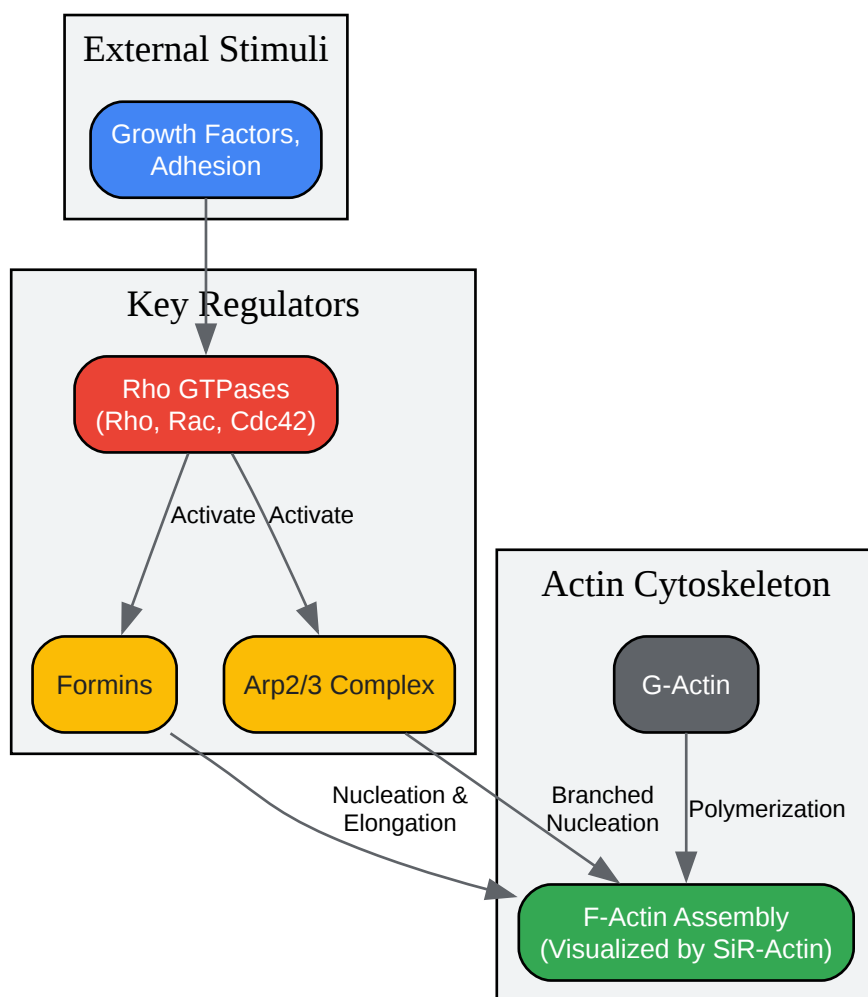 External Stimuli
Growth Factors,
Adhesion
Key Regulators
Rho GTPases
(Rho, Rac, Cdc42)
Activate
Activate
Actin Cytoskeleton
Formins
Arp2/3 Complex
G-Actin
Nucleation &
Elongation
Branched
Nucleation
Polymerization
F-Actin Assembly
(Visualized by SiR-Actin)